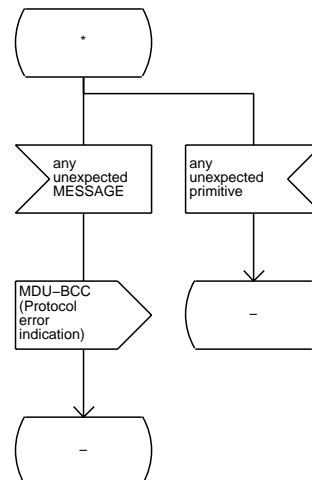 *
any
unexpected
MESSAGE
any
unexpected
primitive
MDU–BCC
(Protocol
error
indication)
–
–